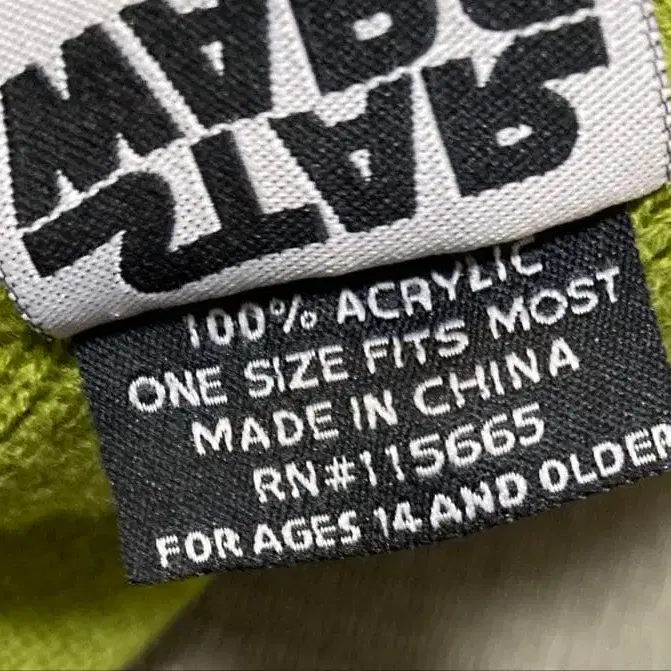 STAR
WARS
100% ACRYLIC
ONE SIZE FITS MOST
MADE IN CHINA
RN#115665
FOR AGES 14 AND OLDER